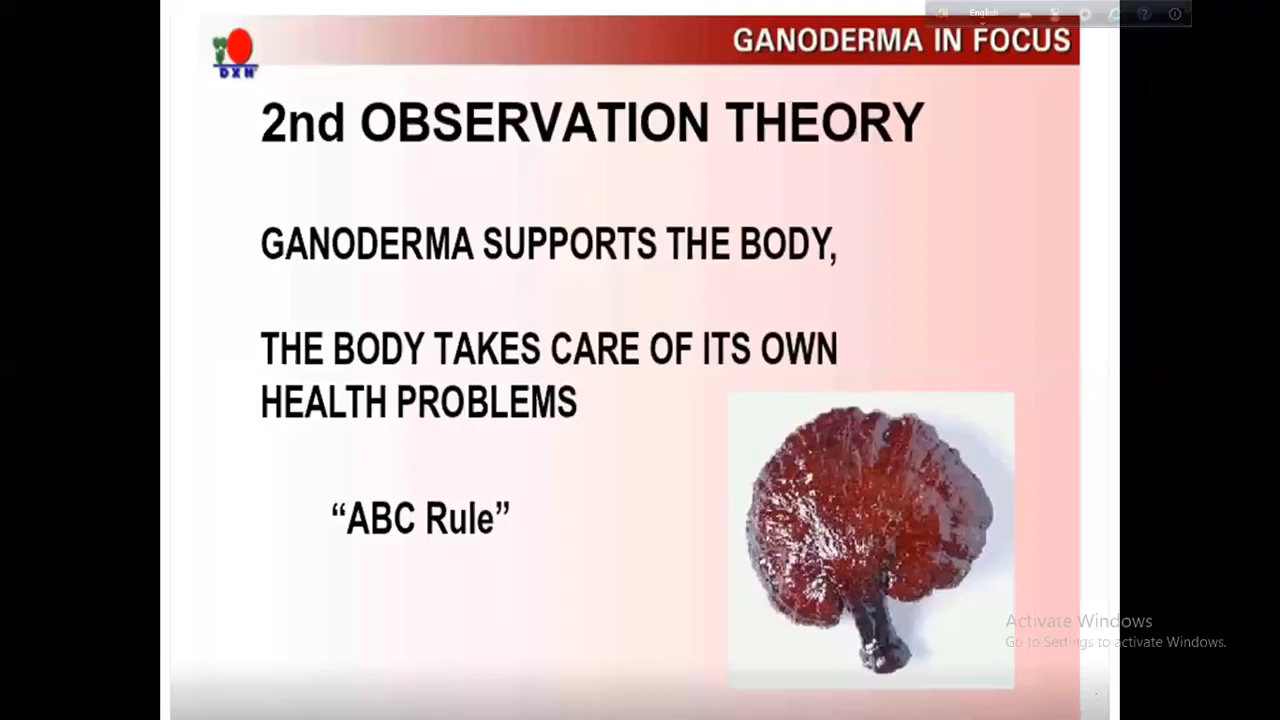 English
GANODERMA IN FOCUS
DXN
2nd OBSERVATION THEORY
GANODERMA SUPPORTS THE BODY,
THE BODY TAKES CARE OF ITS OWN
HEALTH PROBLEMS
“ABC Rule”
Activate Windows
Go to Settings to activate Windows.